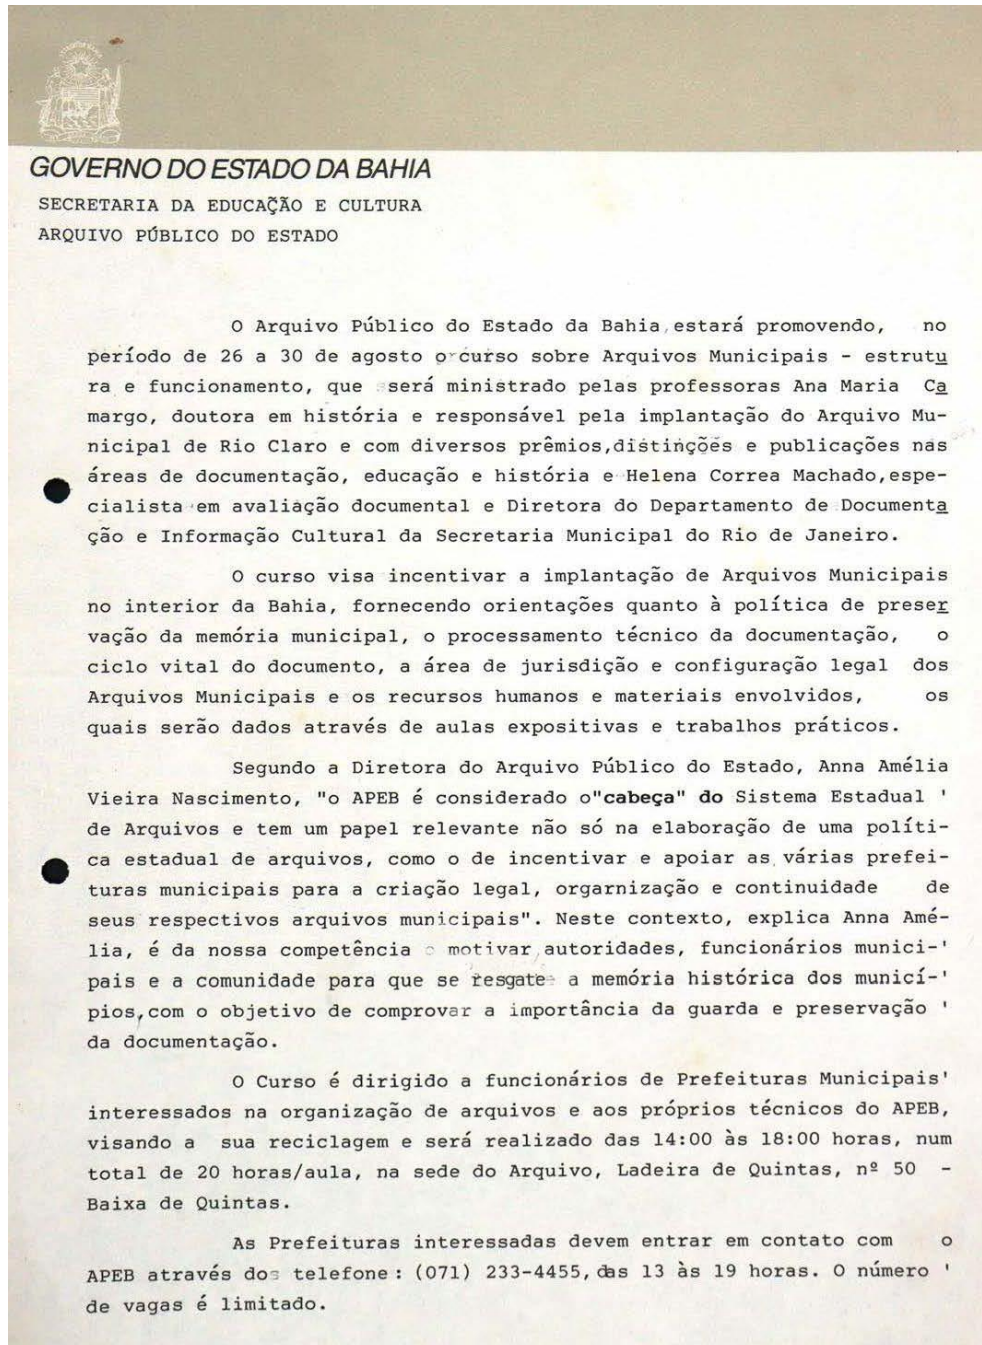 GOVERNO DO ESTADO DA BAHIA
SECRETARIA DA EDUCAÇÃO E CULTURA
ARQUIVO PÚBLICO DO ESTADO
O Arquivo Público do Estado da Bahia, estará promovendo, no
período de 26 a 30 de agosto o curso sobre Arquivos Municipais - estrutu
ra e funcionamento, que será ministrado pelas professoras Ana Maria Ca
margo, doutora em história e responsável pela implantação do Arquivo Mu-
nicipal de Rio Claro e com diversos prêmios,distinções e publicações nas
áreas de documentação, educação e história e Helena Correa Machado,espe-
cialista em avaliação documental e Diretora do Departamento de Documenta
ção e Informação Cultural da Secretaria Municipal do Rio de Janeiro.
O curso visa incentivar a implantação de Arquivos Municipais
no interior da Bahia, fornecendo orientações quanto à política de preser
vação da memória municipal, o processamento técnico da documentação, o
ciclo vital do documento, a área de jurisdição e configuração legal dos
Arquivos Municipais e os recursos humanos e materiais envolvidos, os
quais serão dados através de aulas expositivas e trabalhos práticos.
Segundo a Diretora do Arquivo Público do Estado, Anna Amélia
Vieira Nascimento, "o APEB é considerado o"cabeça" do Sistema Estadual '
de Arquivos e tem um papel relevante não só na elaboração de uma políti-
ca estadual de arquivos, como o de incentivar e apoiar as várias prefei-
turas municipais para a criação legal, orgarnização e continuidade de
seus respectivos arquivos municipais". Neste contexto, explica Anna Amé-
lia, é da nossa competência motivar autoridades, funcionários munici-'
pais e a comunidade para que se resgate a memória histórica dos municí-'
pios,com o objetivo de comprovar a importância da guarda e preservação '
da documentação.
O Curso é dirigido a funcionários de Prefeituras Municipais'
interessados na organização de arquivos e aos próprios técnicos do APEB,
visando a sua reciclagem e será realizado das 14:00 às 18:00 horas, num
total de 20 horas/aula, na sede do Arquivo, Ladeira de Quintas, nº 50 -
Baixa de Quintas.
As Prefeituras interessadas devem entrar em contato com o
APEB através dos telefone: (071) 233-4455, das 13 às 19 horas. O número '
de vagas é limitado.